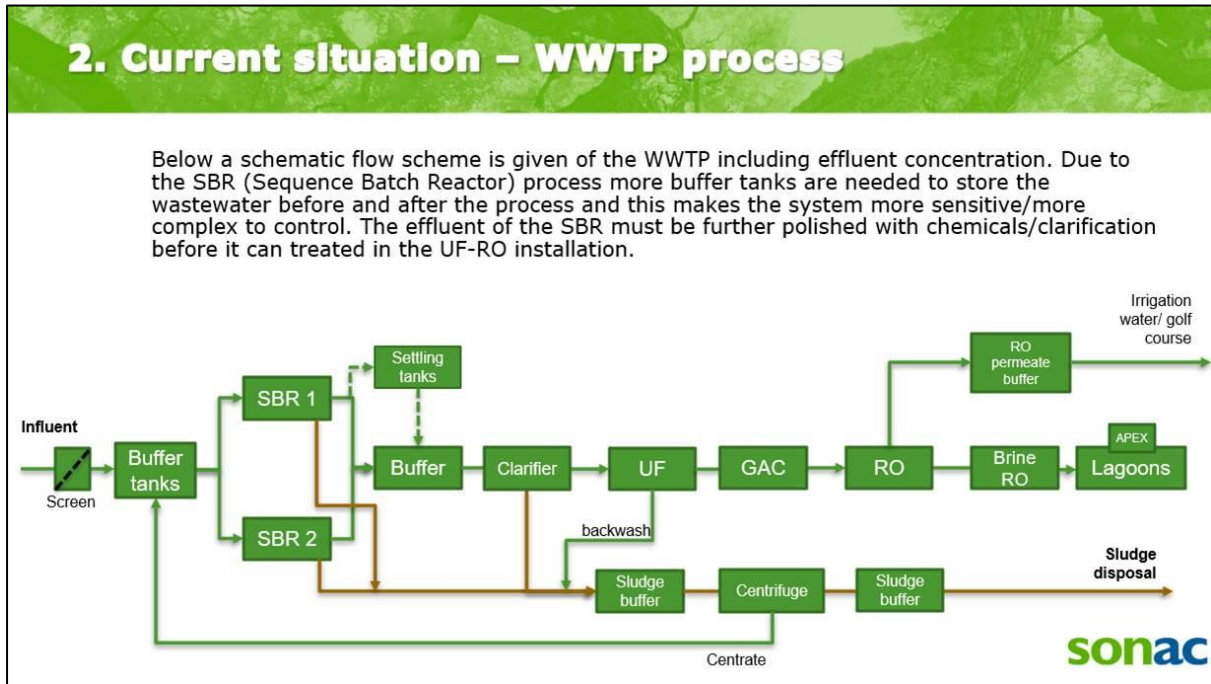 2. Current situation – WWTP process
Below a schematic flow scheme is given of the WWTP including effluent concentration. Due to
the SBR (Sequence Batch Reactor) process more buffer tanks are needed to store the
wastewater before and after the process and this makes the system more sensitive/more
complex to control. The effluent of the SBR must be further polished with chemicals/clarification
before it can treated in the UF-RO installation.
Irrigation
water/ golf
course
RO
permeate
buffer
Settling
tanks
SBR 1
Influent
Screen
Buffer
tanks
Buffer
Clarifier
UF
GAC
RO
Brine
RO
APEX
Lagoons
SBR 2
backwash
Sludge
buffer
Centrifuge
Sludge
buffer
Sludge
disposal
Centrate
sonac